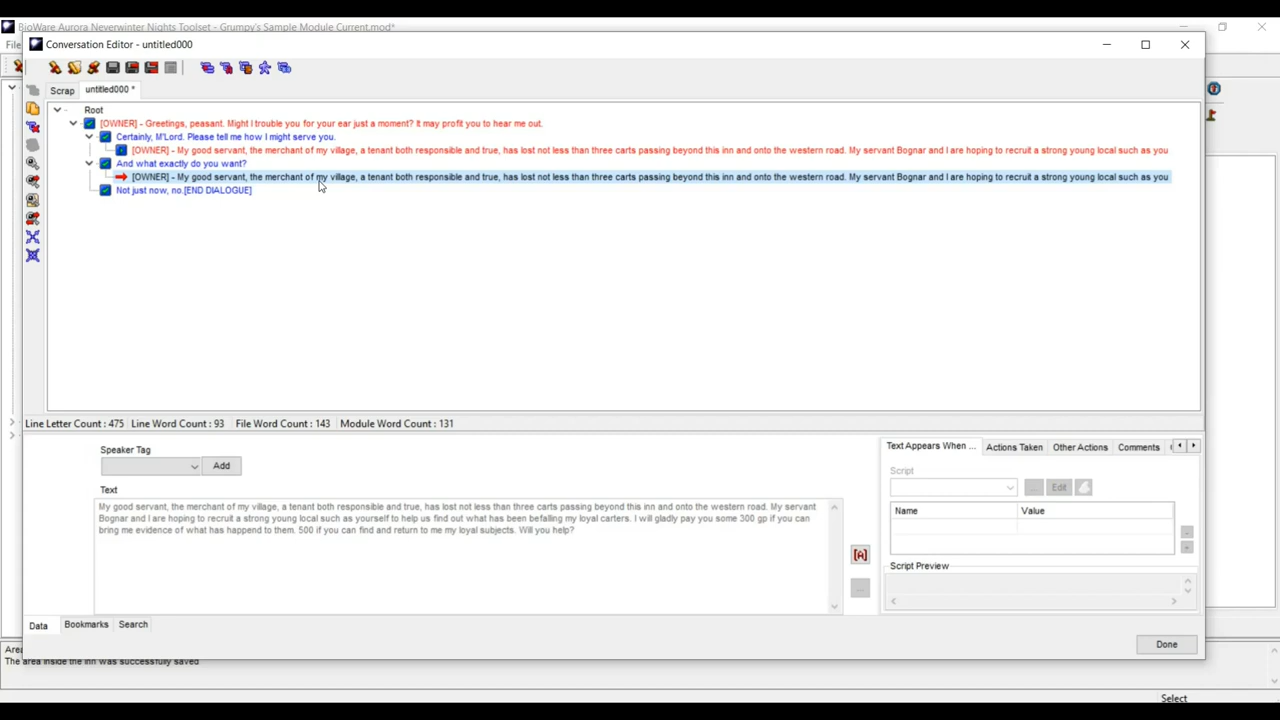 BioWare Aurora Neverwinter Nights Toolset - Grumpy's Sample Module Current.mod*
File
Conversation Editor - untitled000
Scrap
untitled000 *
Root
[OWNER] - Greetings, peasant. Might I trouble you for your ear just a moment? It may profit you to hear me out.
Certainly, M'Lord. Please tell me how I might serve you.
[OWNER] - My good servant, the merchant of my village, a tenant both responsible and true, has lost not less than three carts passing beyond this inn and onto the western road. My servant Bognar and I are hoping to recruit a strong young local such as you
And what exactly do you want?
[OWNER] - My good servant, the merchant of my village, a tenant both responsible and true, has lost not less than three carts passing beyond this inn and onto the western road. My servant Bognar and I are hoping to recruit a strong young local such as you
Not just now, no.[END DIALOGUE]
Line Letter Count : 475 Line Word Count : 93 File Word Count : 143 Module Word Count : 131
Speaker Tag
Add
Text
My good servant, the merchant of my village, a tenant both responsible and true, has lost not less than three carts passing beyond this inn and onto the western road. My servant
Bognar and I are hoping to recruit a strong young local such as yourself to help us find out what has been befalling my loyal carters. I will gladly pay you some 300 gp if you can
bring me evidence of what has happend to them. 500 if you can find and return to me my loyal subjects. Will you help?
[A]
...
Text Appears When ...
Actions Taken
Other Actions
Comments
Script
...
Edit
Name
Value
Script Preview
Data
Bookmarks
Search
Done
Area
The area inside the inn was successfully saved
Select